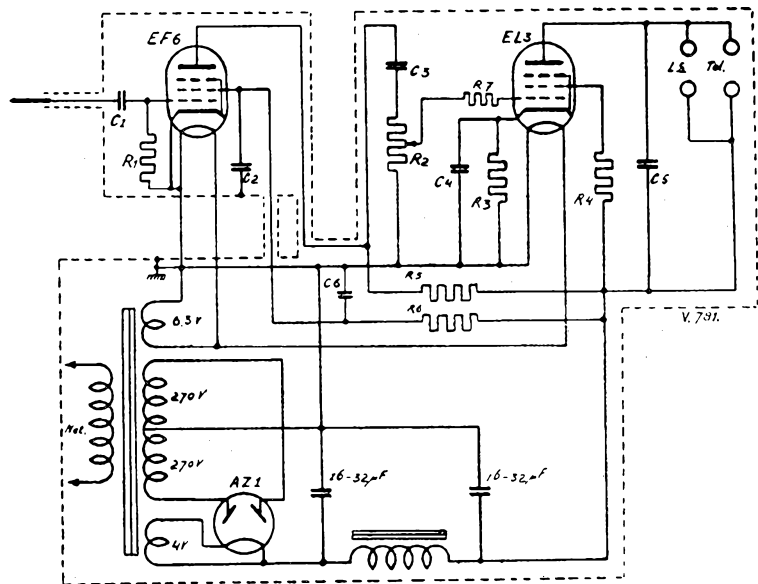 EF6
EL3
C3
LS
Tel.
R7
C1
R1
C2
R2
C4
R3
R4
C5
C6
R5
R6
V. 791.
6,3V
270V
Net.
270V
AZ1
16-32µF
16-32µF
4V